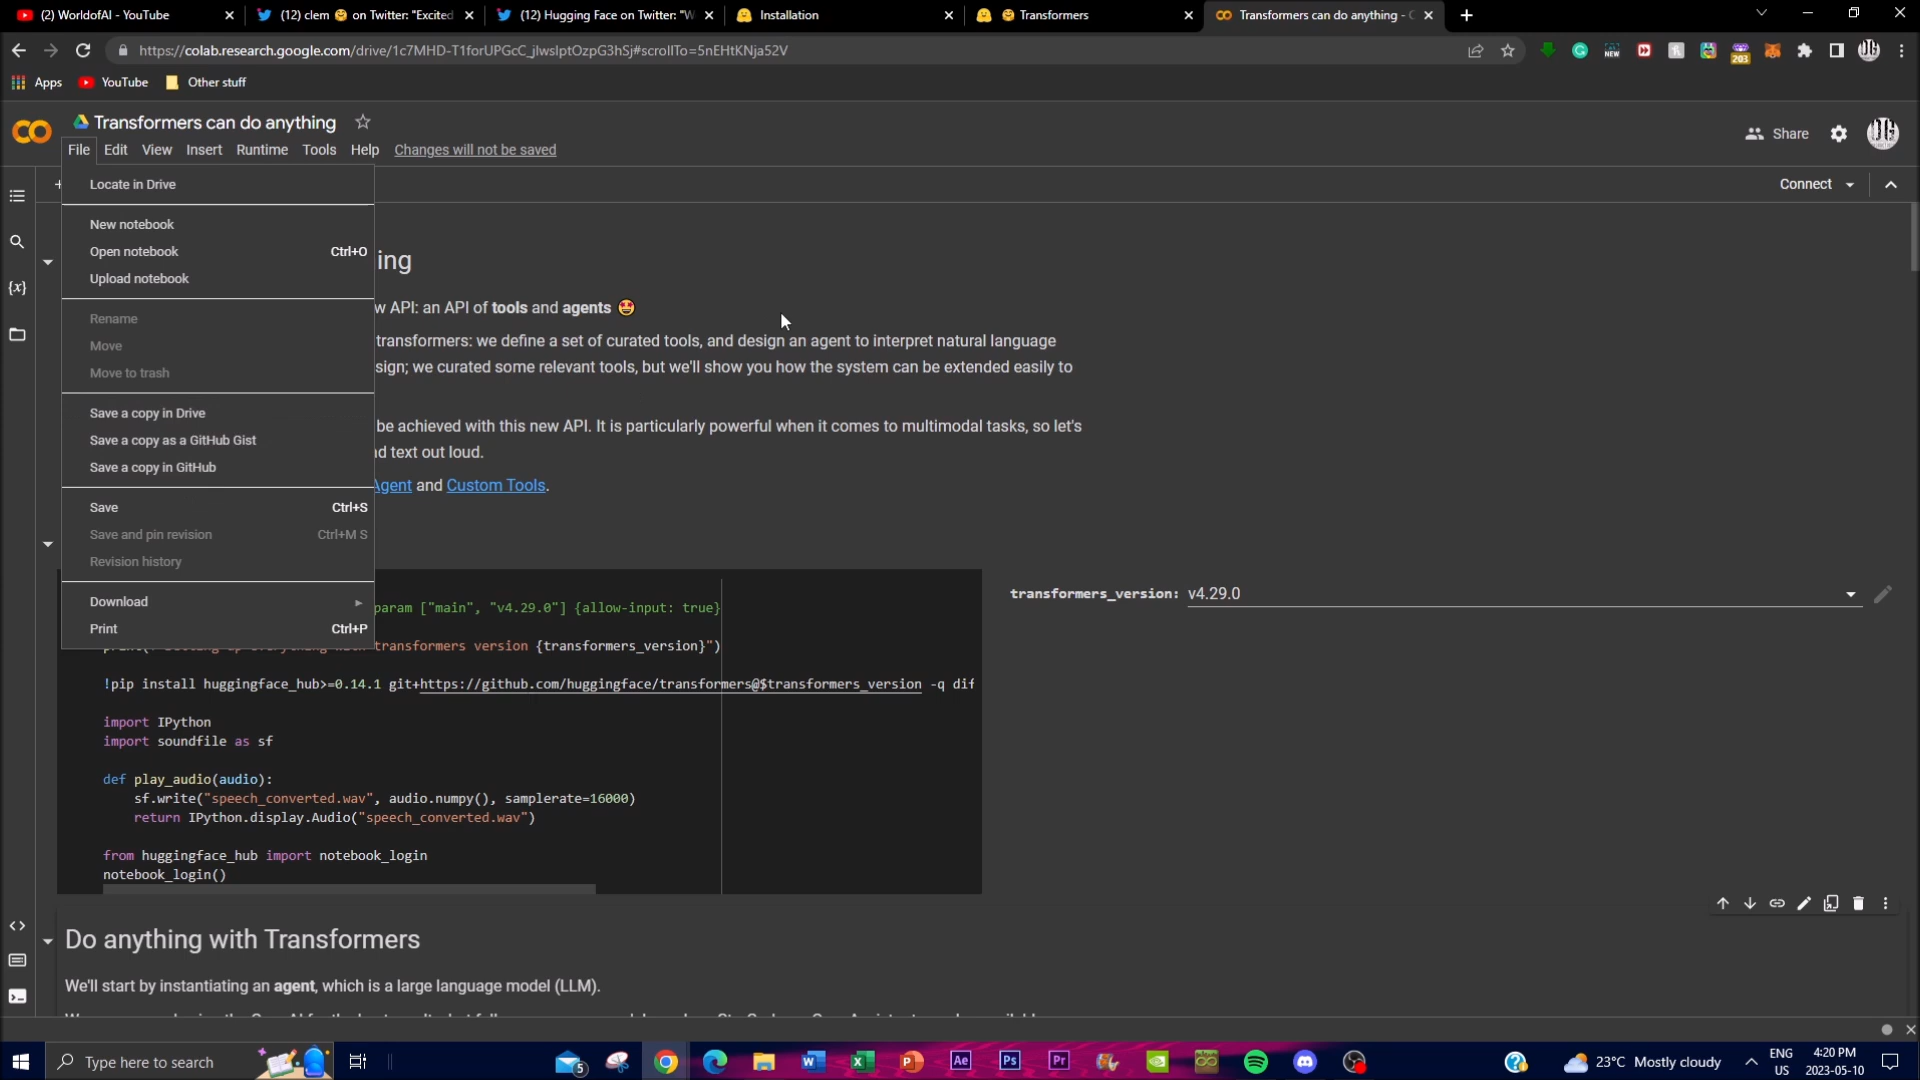 (2) WorldofAI - YouTube
(12) clem 🤗 on Twitter: "Excited
(12) Hugging Face on Twitter: "W
Installation
🤗 Transformers
Transformers can do anything - C
https://colab.research.google.com/drive/1c7MHD-T1forUPGcC_jlwslptOzpG3hSj#scrollTo=5nEHtKNja52V
NEW
203
Apps
YouTube
Other stuff
Transformers can do anything
Share
File Edit View Insert Runtime Tools Help Changes will not be saved
Locate in Drive
Connect
New notebook
Open notebook Ctrl+O
ing
Upload notebook
w API: an API of tools and agents 🤩
Rename
transformers: we define a set of curated tools, and design an agent to interpret natural language
Move
sign; we curated some relevant tools, but we'll show you how the system can be extended easily to
Move to trash
Save a copy in Drive
be achieved with this new API. It is particularly powerful when it comes to multimodal tasks, so let's
Save a copy as a GitHub Gist
nd text out loud.
Save a copy in GitHub
Agent and Custom Tools.
Save Ctrl+S
Save and pin revision Ctrl+M S
Revision history
Download
param ["main", "v4.29.0"] {allow-input: true}
transformers_version: v4.29.0
Print Ctrl+P
transformers version {transformers_version}")
!pip install huggingface_hub>=0.14.1 git+https://github.com/huggingface/transformers@$transformers_version -q dif
import IPython
import soundfile as sf
def play_audio(audio):
sf.write("speech_converted.wav", audio.numpy(), samplerate=16000)
return IPython.display.Audio("speech_converted.wav")
from huggingface_hub import notebook_login
notebook_login()
Do anything with Transformers
We'll start by instantiating an agent, which is a large language model (LLM).
Type here to search
5
Ae
Ps
Pr
23°C Mostly cloudy
ENG
US
4:20 PM
2023-05-10